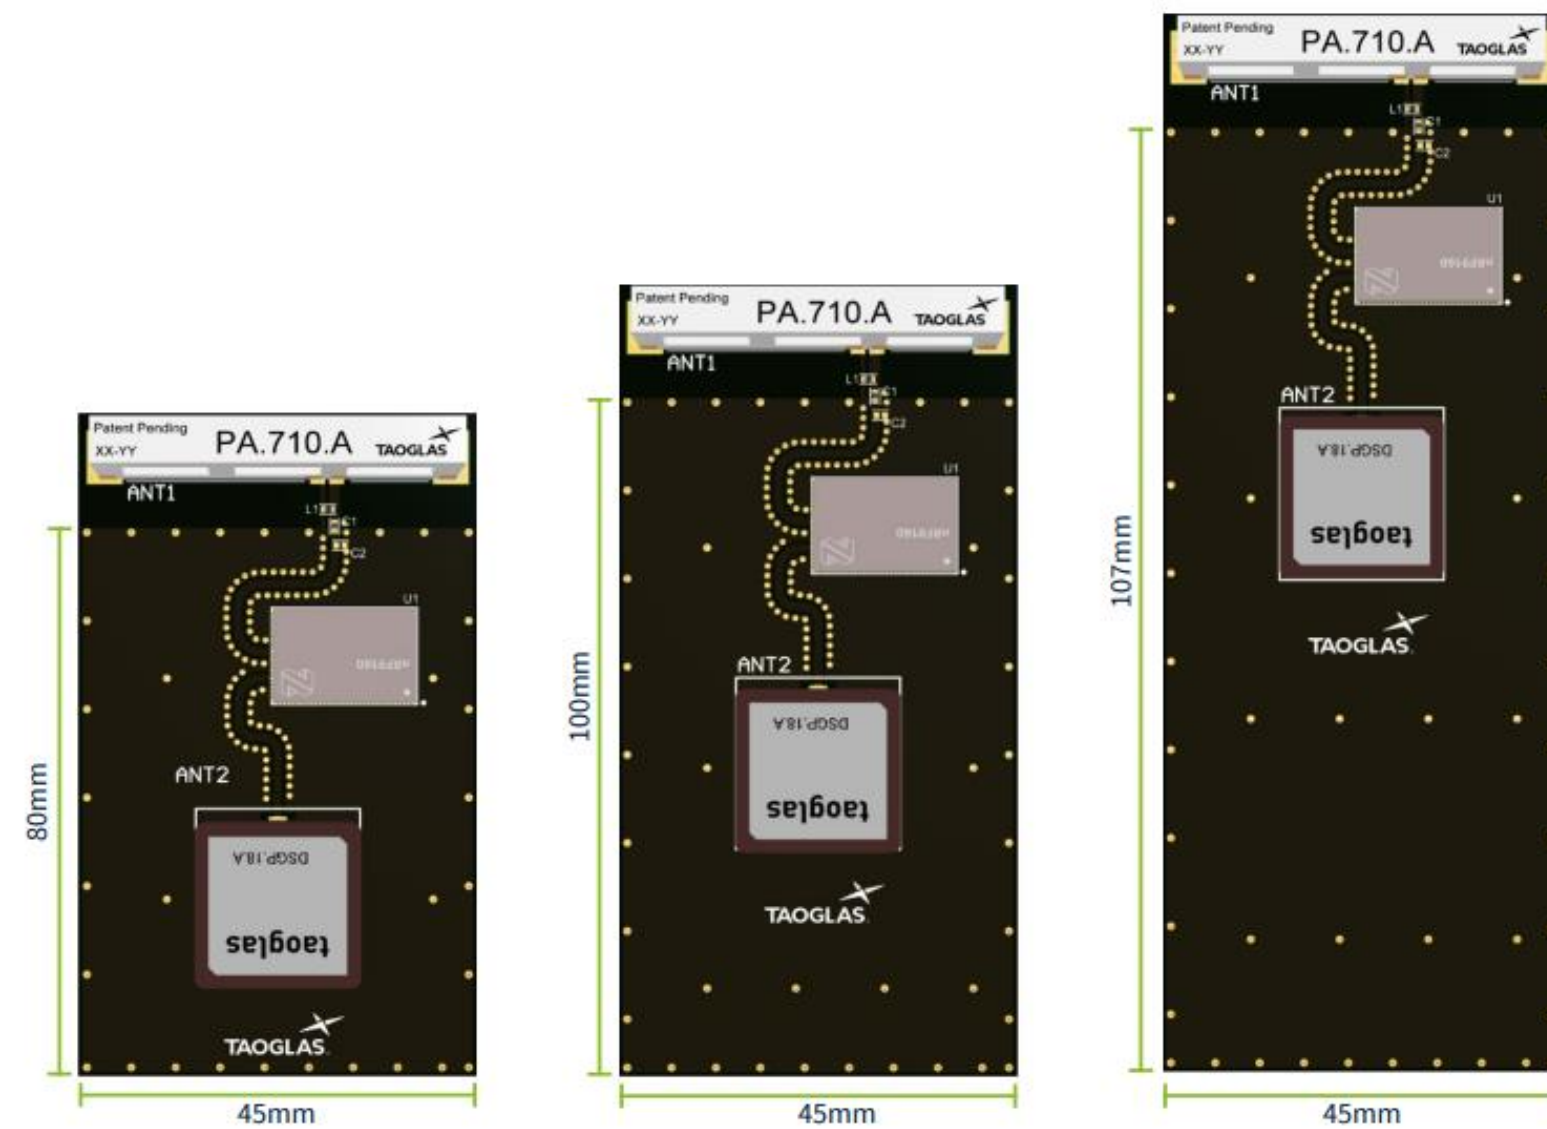 Patent Pending
XX-YY
PA.710.A
TAOGLAS
ANT1
L1
C1
C2
U1
nRF9160
ANT2
DSGP.18.A
taoglas
TAOGLAS
80mm
45mm
Patent Pending
XX-YY
PA.710.A
TAOGLAS
ANT1
L1
C1
C2
U1
nRF9160
ANT2
DSGP.18.A
taoglas
TAOGLAS
100mm
45mm
Patent Pending
XX-YY
PA.710.A
TAOGLAS
ANT1
L1
C1
C2
U1
nRF9160
ANT2
DSGP.18.A
taoglas
TAOGLAS
107mm
45mm